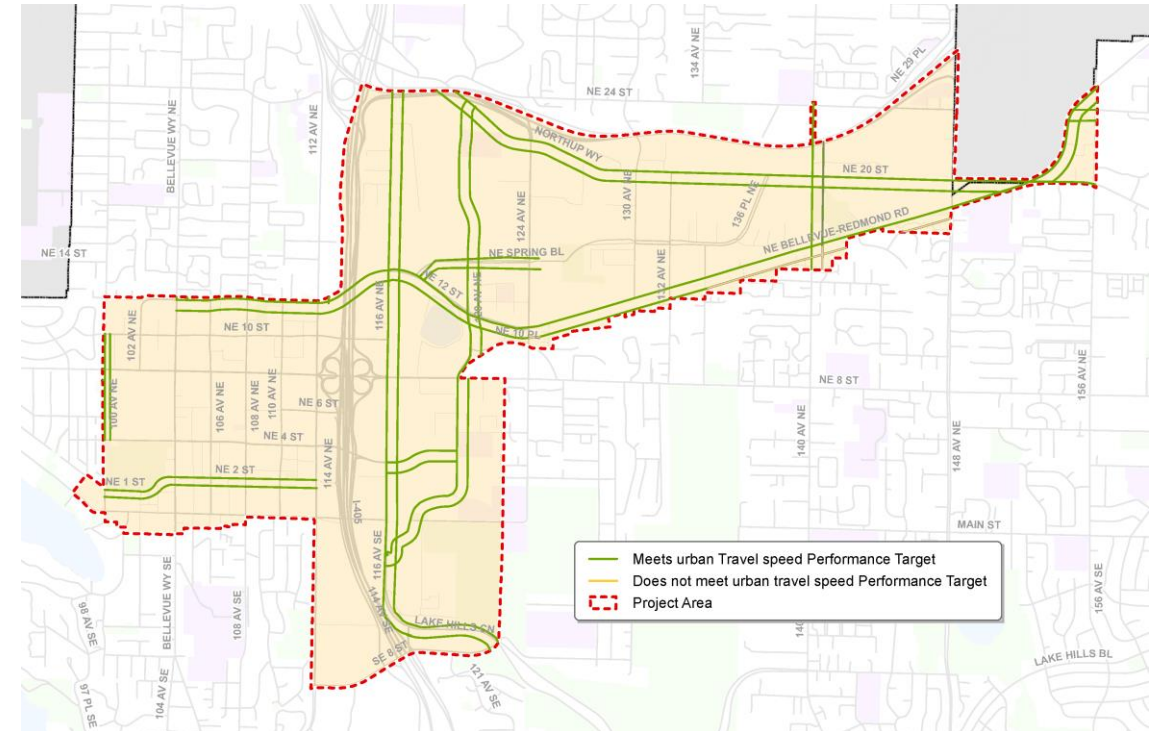 134 AV NE
NE 29 PL
NE 24 ST
112 AV NE
BELLEVUE WY NE
NORTHUP WY
NE 20 ST
130 AV NE
136 PL NE
124 AV NE
NE BELLEVUE-REDMOND RD
NE 14 ST
NE SPRING BL
NE 12 ST
132 AV NE
116 AV NE
120 AV NE
NE 10 ST
NE 10 PL
102 AV NE
NE 8 ST
100 AV NE
106 AV NE
108 AV NE
110 AV NE
NE 6 ST
156 AV NE
140 AV NE
148 AV NE
NE 4 ST
114 AV NE
NE 2 ST
NE 1 ST
I-405
MAIN ST
116 AV SE
Meets urban Travel speed Performance Target
Does not meet urban travel speed Performance Target
Project Area
BELLEVUE WY SE
108 AV SE
114 AV SE
98 AV SE
LAKE HILLS CN
SE 8 ST
156 AV SE
LAKE HILLS BL
121 AV SE
104 AV SE
97 PL SE